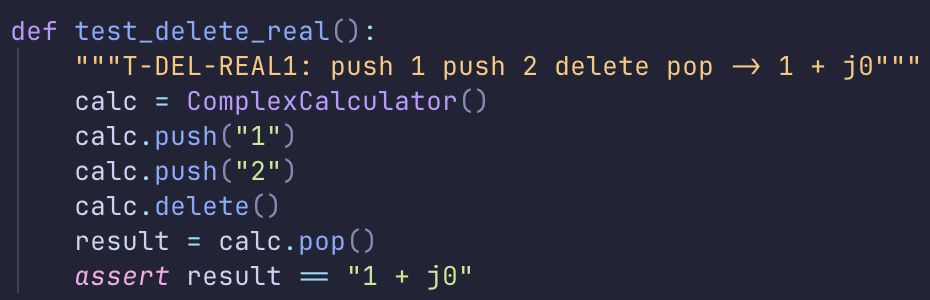 def test_delete_real():
    """T-DEL-REAL1: push 1 push 2 delete pop -> 1 + j0"""
    calc = ComplexCalculator()
    calc.push("1")
    calc.push("2")
    calc.delete()
    result = calc.pop()
    assert result == "1 + j0"